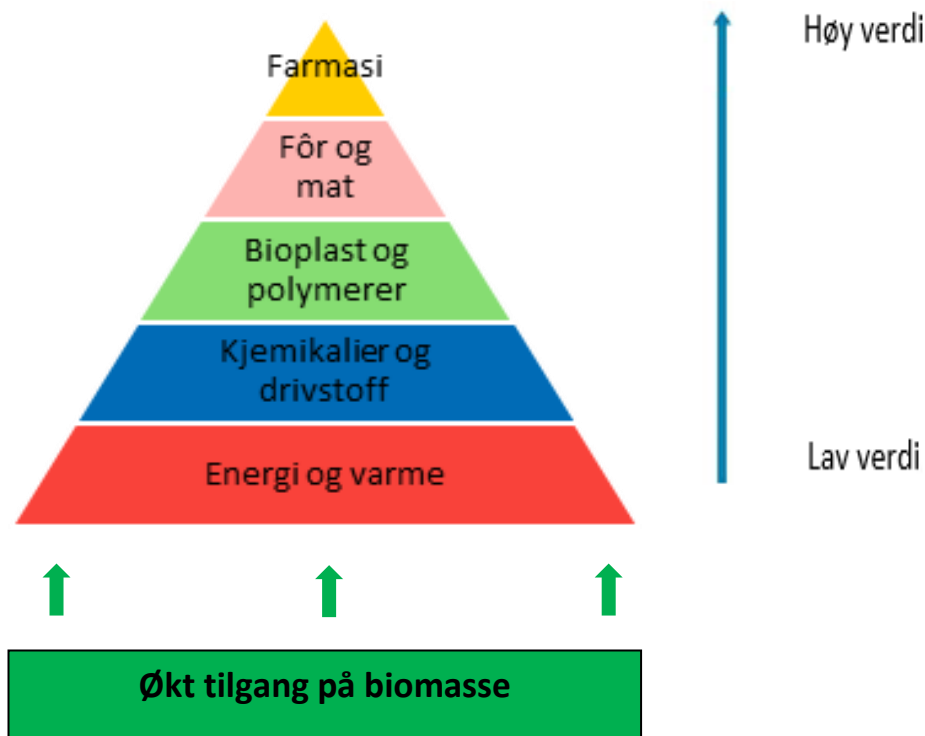 Farmasi
Fôr og
mat
Bioplast og
polymerer
Kjemikalier og
drivstoff
Energi og varme
Høy verdi
Lav verdi
Økt tilgang på biomasse